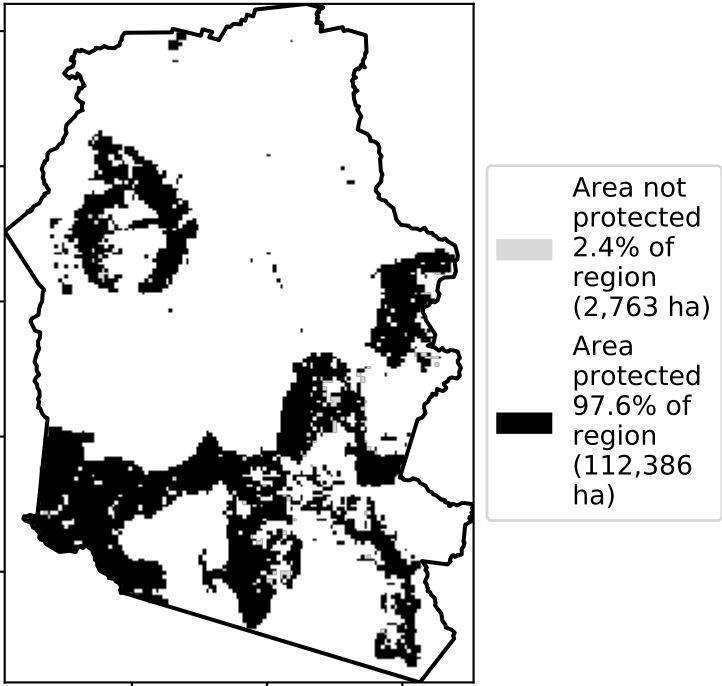 Area not
protected
2.4% of
region
(2,763 ha)
Area
protected
97.6% of
region
(112,386
ha)